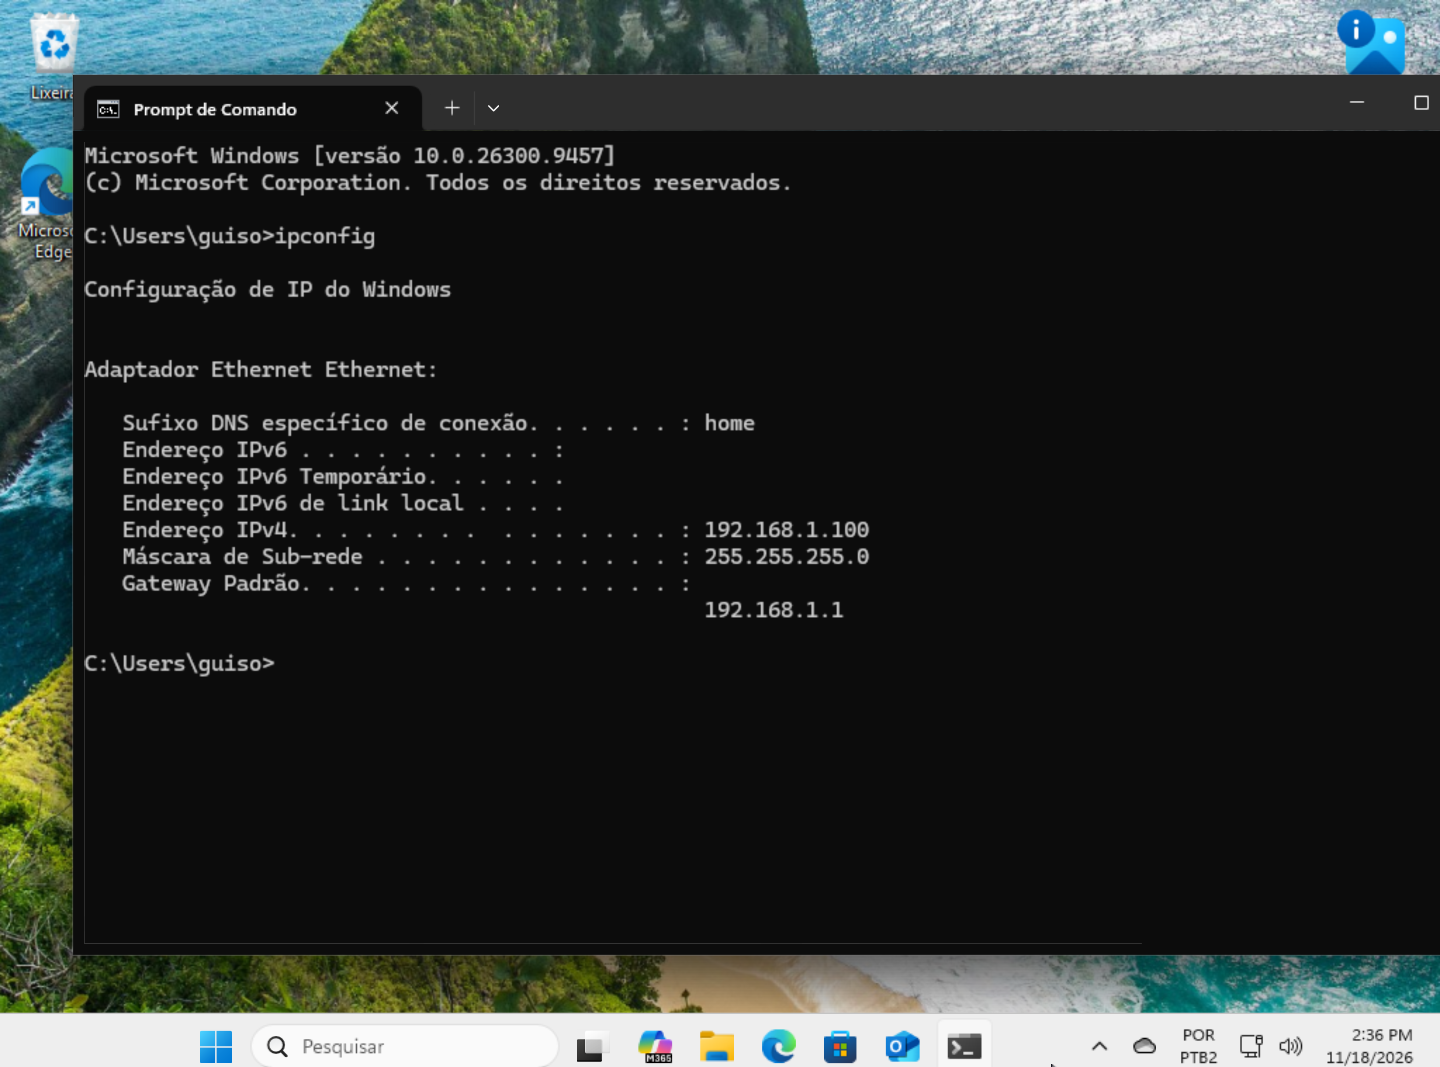 Lixeira
Prompt de Comando
Microsoft Windows [versão 10.0.26300.9457]
(c) Microsoft Corporation. Todos os direitos reservados.
C:\Users\guiso>ipconfig
Configuração de IP do Windows
Adaptador Ethernet Ethernet:
Sufixo DNS específico de conexão. . . . . . : home
Endereço IPv6 . . . . . . . . . . :
Endereço IPv6 Temporário. . . . . .
Endereço IPv6 de link local . . . .
Endereço IPv4. . . . . . . . . . . . . . . : 192.168.1.100
Máscara de Sub-rede . . . . . . . . . . . . : 255.255.255.0
Gateway Padrão. . . . . . . . . . . . . . . :
192.168.1.1
C:\Users\guiso>
Edge
Pesquisar
M365
POR
PTB2
2:36 PM
11/18/2026